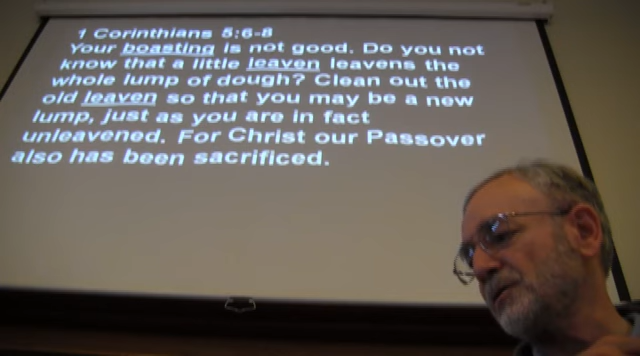 1 Corinthians 5:6-8
Your boasting is not good. Do you not
know that a little leaven leavens the
whole lump of dough? Clean out the
old leaven so that you may be a new
lump, just as you are in fact
unleavened. For Christ our Passover
also has been sacrificed.